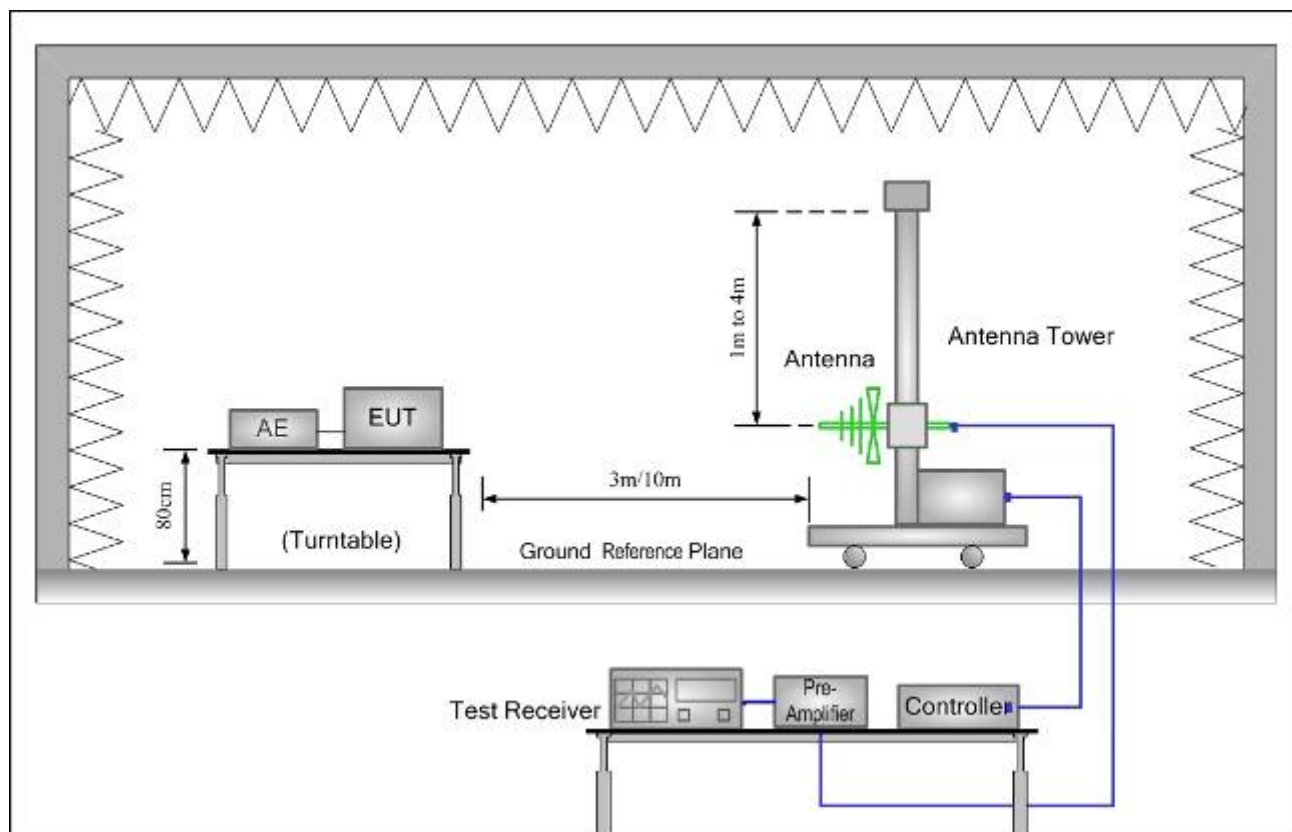 1m to 4m
Antenna Tower
Antenna
AE
EUT
80cm
3m/10m
(Turntable)
Ground Reference Plane
Test Receiver
Pre-
Amplifier
Controller